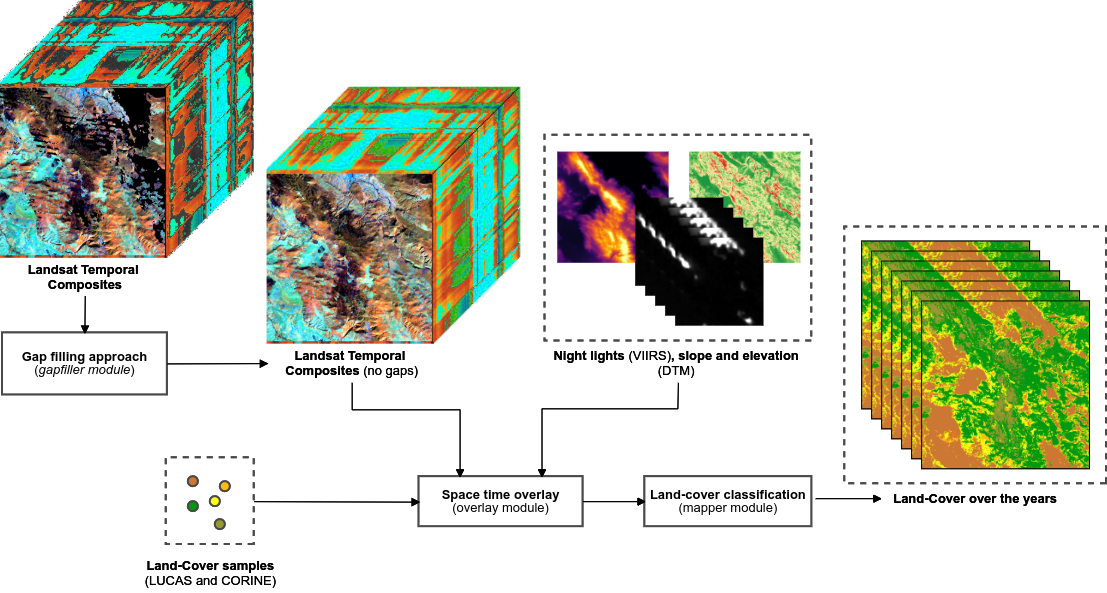 Landsat Temporal
Composites
Gap filling approach
(gapfiller module)
Landsat Temporal
Composites (no gaps)
Night lights (VIIRS), slope and elevation
(DTM)
Land-Cover samples
(LUCAS and CORINE)
Space time overlay
(overlay module)
Land-cover classification
(mapper module)
Land-Cover over the years